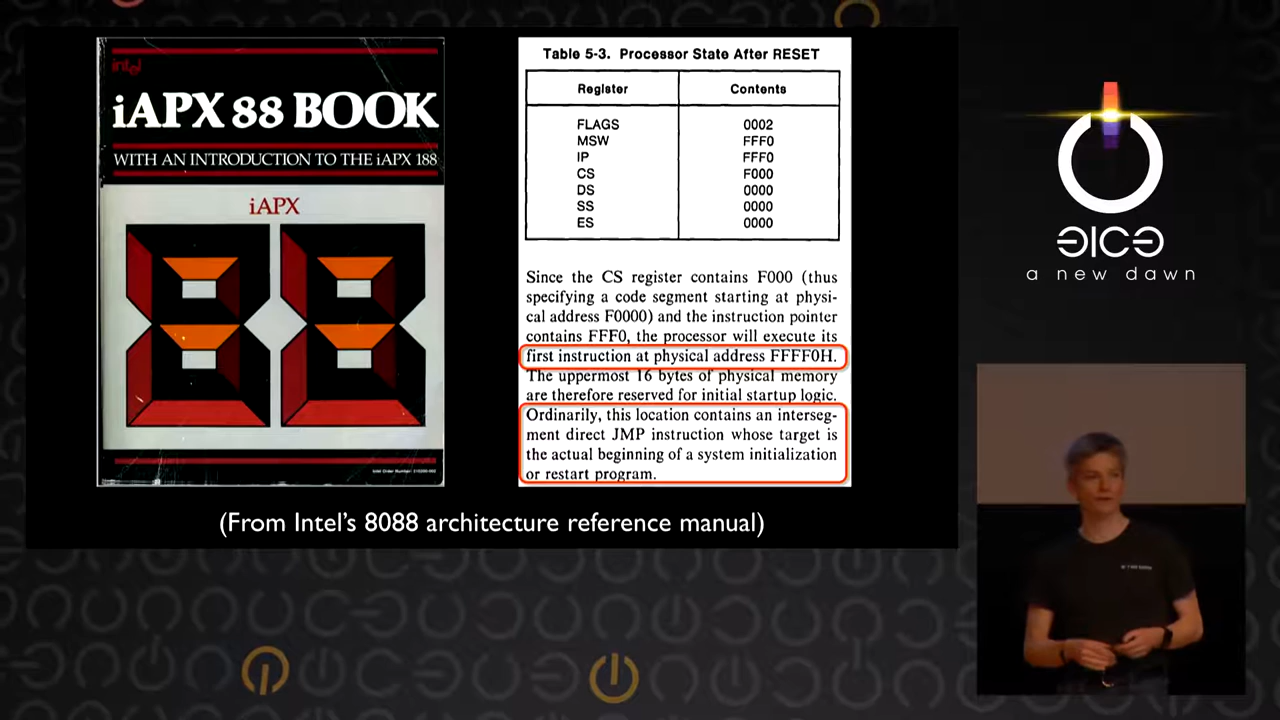 intel
iAPX 88 BOOK
WITH AN INTRODUCTION TO THE iAPX 188
iAPX
Table 5-3. Processor State After RESET
Register Contents
FLAGS 0002
MSW FFF0
IP FFF0
CS F000
DS 0000
SS 0000
ES 0000
Since the CS register contains F000 (thus
specifying a code segment starting at physi-
cal address F0000) and the instruction pointer
contains FFF0, the processor will execute its
first instruction at physical address FFFF0H.
The uppermost 16 bytes of physical memory
are therefore reserved for initial startup logic.
Ordinarily, this location contains an interseg-
ment direct JMP instruction whose target is
the actual beginning of a system initialization
or restart program.
(From Intel's 8088 architecture reference manual)
a new dawn